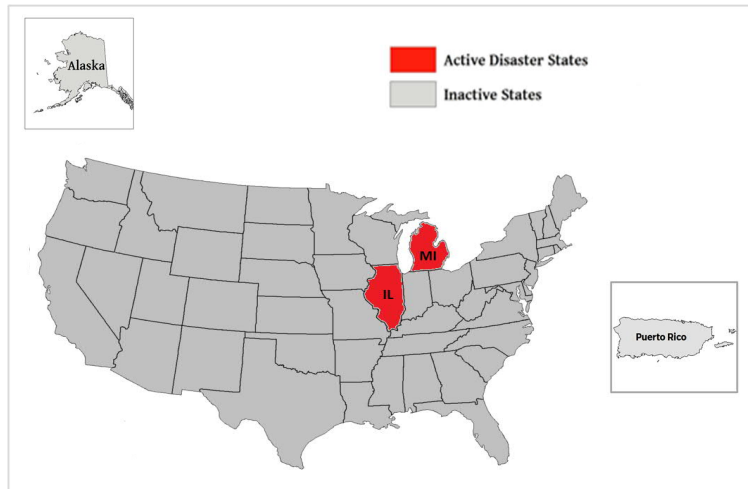 Alaska
Active Disaster States
Inactive States
MI
IL
Puerto Rico